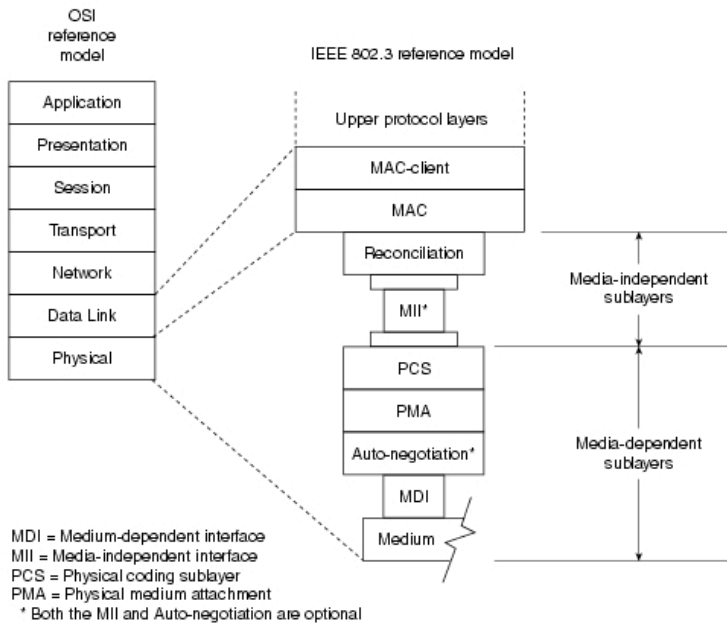 OSI
reference
model
Application
Presentation
Session
Transport
Network
Data Link
Physical
IEEE 802.3 reference model
Upper protocol layers
MAC-client
MAC
Reconciliation
MII*
PCS
PMA
Auto-negotiation*
MDI
Medium
Media-independent
sublayers
Media-dependent
sublayers
MDI = Medium-dependent interface
MII = Media-independent interface
PCS = Physical coding sublayer
PMA = Physical medium attachment
* Both the MII and Auto-negotiation are optional